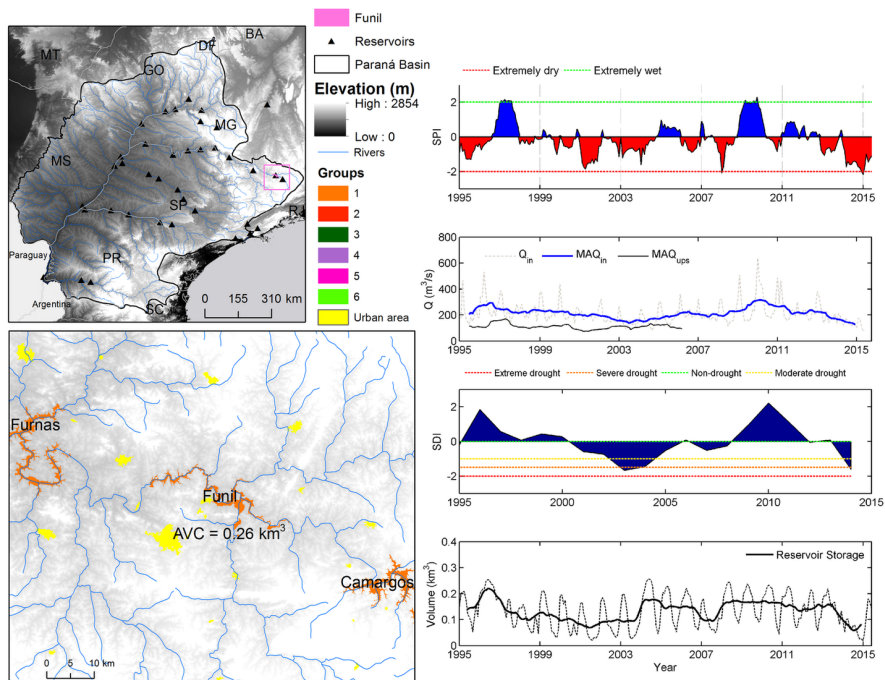 Funil
Reservoirs
Paraná Basin
Elevation (m)
High : 2854
Low : 0
Rivers
Groups
1
2
3
4
5
6
Urban area
MT
DF
BA
GO
MG
MS
SP
RJ
Paraguay
PR
Argentina
SC
0 155 310 km
Furnas
Funil
AVC = 0.26 km³
Camargos
0 5 10 km
Extremely dry Extremely wet
SPI
2
0
-2
1995 1999 2003 2007 2011 2015
Qin MAQin MAQups
Q (m³/s)
800
600
400
200
0
1995 1999 2003 2007 2011 2015
Extreme drought Severe drought Non-drought Moderate drought
SDI
2
0
-2
1995 2000 2005 2010 2015
Reservoir Storage
Volume (km³)
0.4
0.3
0.2
0.1
0
1995 1999 2003 2007 2011 2015
Year